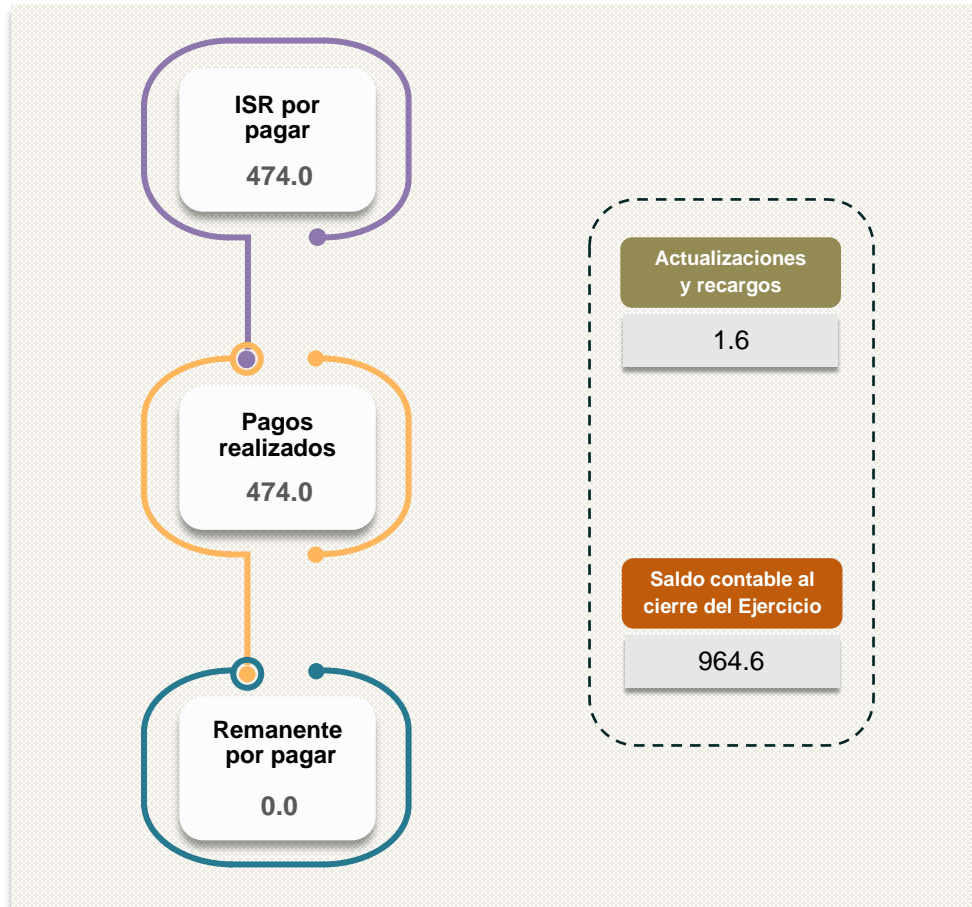 ISR por
pagar
474.0
Pagos
realizados
474.0
Remanente
por pagar
0.0
Actualizaciones
y recargos
1.6
Saldo contable al
cierre del Ejercicio
964.6